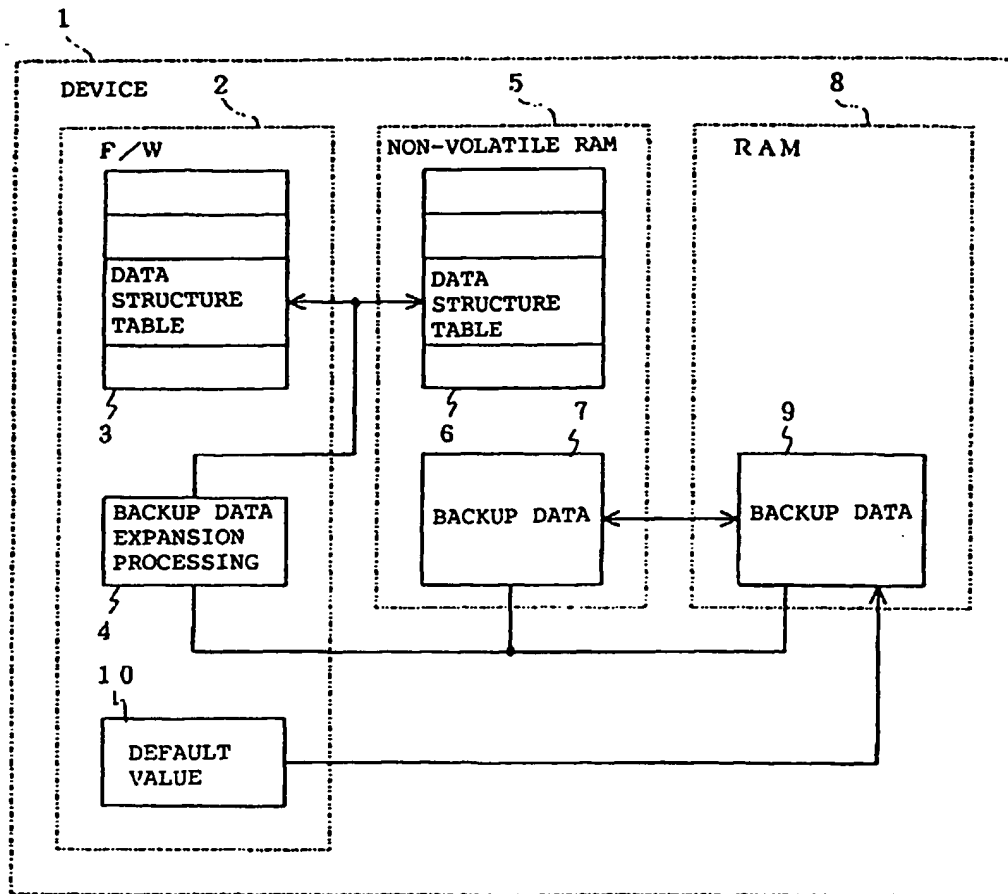 1
DEVICE
2
5
8
F/W
NON-VOLATILE RAM
RAM
DATA
STRUCTURE
TABLE
DATA
STRUCTURE
TABLE
3
6
7
9
BACKUP DATA
EXPANSION
PROCESSING
BACKUP DATA
BACKUP DATA
4
10
DEFAULT
VALUE